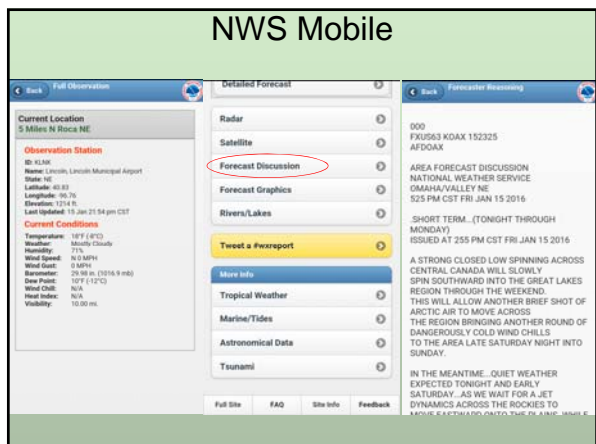 NWS Mobile
Back
Full Observation
Current Location
5 Miles N Roca NE
Observation Station
ID: KLNK
Name: Lincoln, Lincoln Municipal Airport
State: NE
Latitude: 40.83
Longitude: -96.76
Elevation: 1214 ft.
Last Updated: 15 Jan 21:54 pm CST
Current Conditions
Temperature: 18°F (-8°C)
Weather: Mostly Cloudy
Humidity: 71%
Wind Speed: N 0 MPH
Wind Gust: 0 MPH
Barometer: 29.98 in. (1016.9 mb)
Dew Point: 10°F (-12°C)
Wind Chill: N/A
Heat Index: N/A
Visibility: 10.00 mi.
Detailed Forecast
Radar
Satellite
Forecast Discussion
Forecast Graphics
Rivers/Lakes
Tweet a #wxreport
More Info
Tropical Weather
Marine/Tides
Astronomical Data
Tsunami
Full Site FAQ Site Info Feedback
Back
Forecaster Reasoning
000
FXUS63 KOAX 152325
AFDOAX
AREA FORECAST DISCUSSION
NATIONAL WEATHER SERVICE
OMAHA/VALLEY NE
525 PM CST FRI JAN 15 2016
.SHORT TERM...(TONIGHT THROUGH
MONDAY)
ISSUED AT 255 PM CST FRI JAN 15 2016
A STRONG CLOSED LOW SPINNING ACROSS
CENTRAL CANADA WILL SLOWLY
SPIN SOUTHWARD INTO THE GREAT LAKES
REGION THROUGH THE WEEKEND.
THIS WILL ALLOW ANOTHER BRIEF SHOT OF
ARCTIC AIR TO MOVE ACROSS
THE REGION BRINGING ANOTHER ROUND OF
DANGEROUSLY COLD WIND CHILLS
TO THE AREA LATE SATURDAY NIGHT INTO
SUNDAY.
IN THE MEANTIME...QUIET WEATHER
EXPECTED TONIGHT AND EARLY
SATURDAY...AS WE WAIT FOR A JET
DYNAMICS ACROSS THE ROCKIES TO
MOVE EASTWARD ONTO THE PLAINS. WHILE